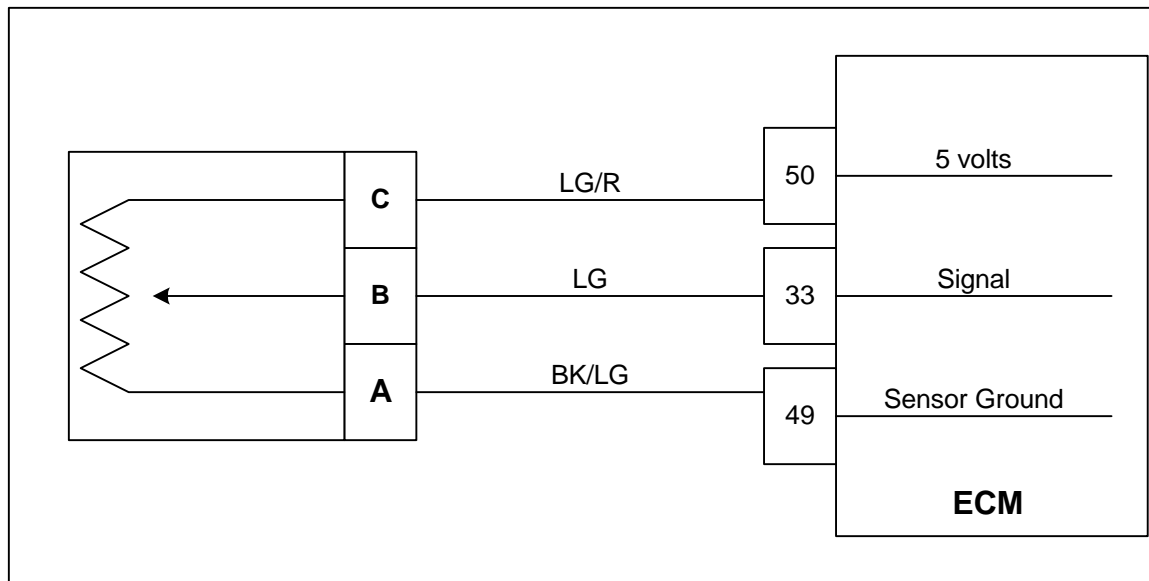 5 volts
C LG/R 50
B LG 33 Signal
A BK/LG 49 Sensor Ground
ECM